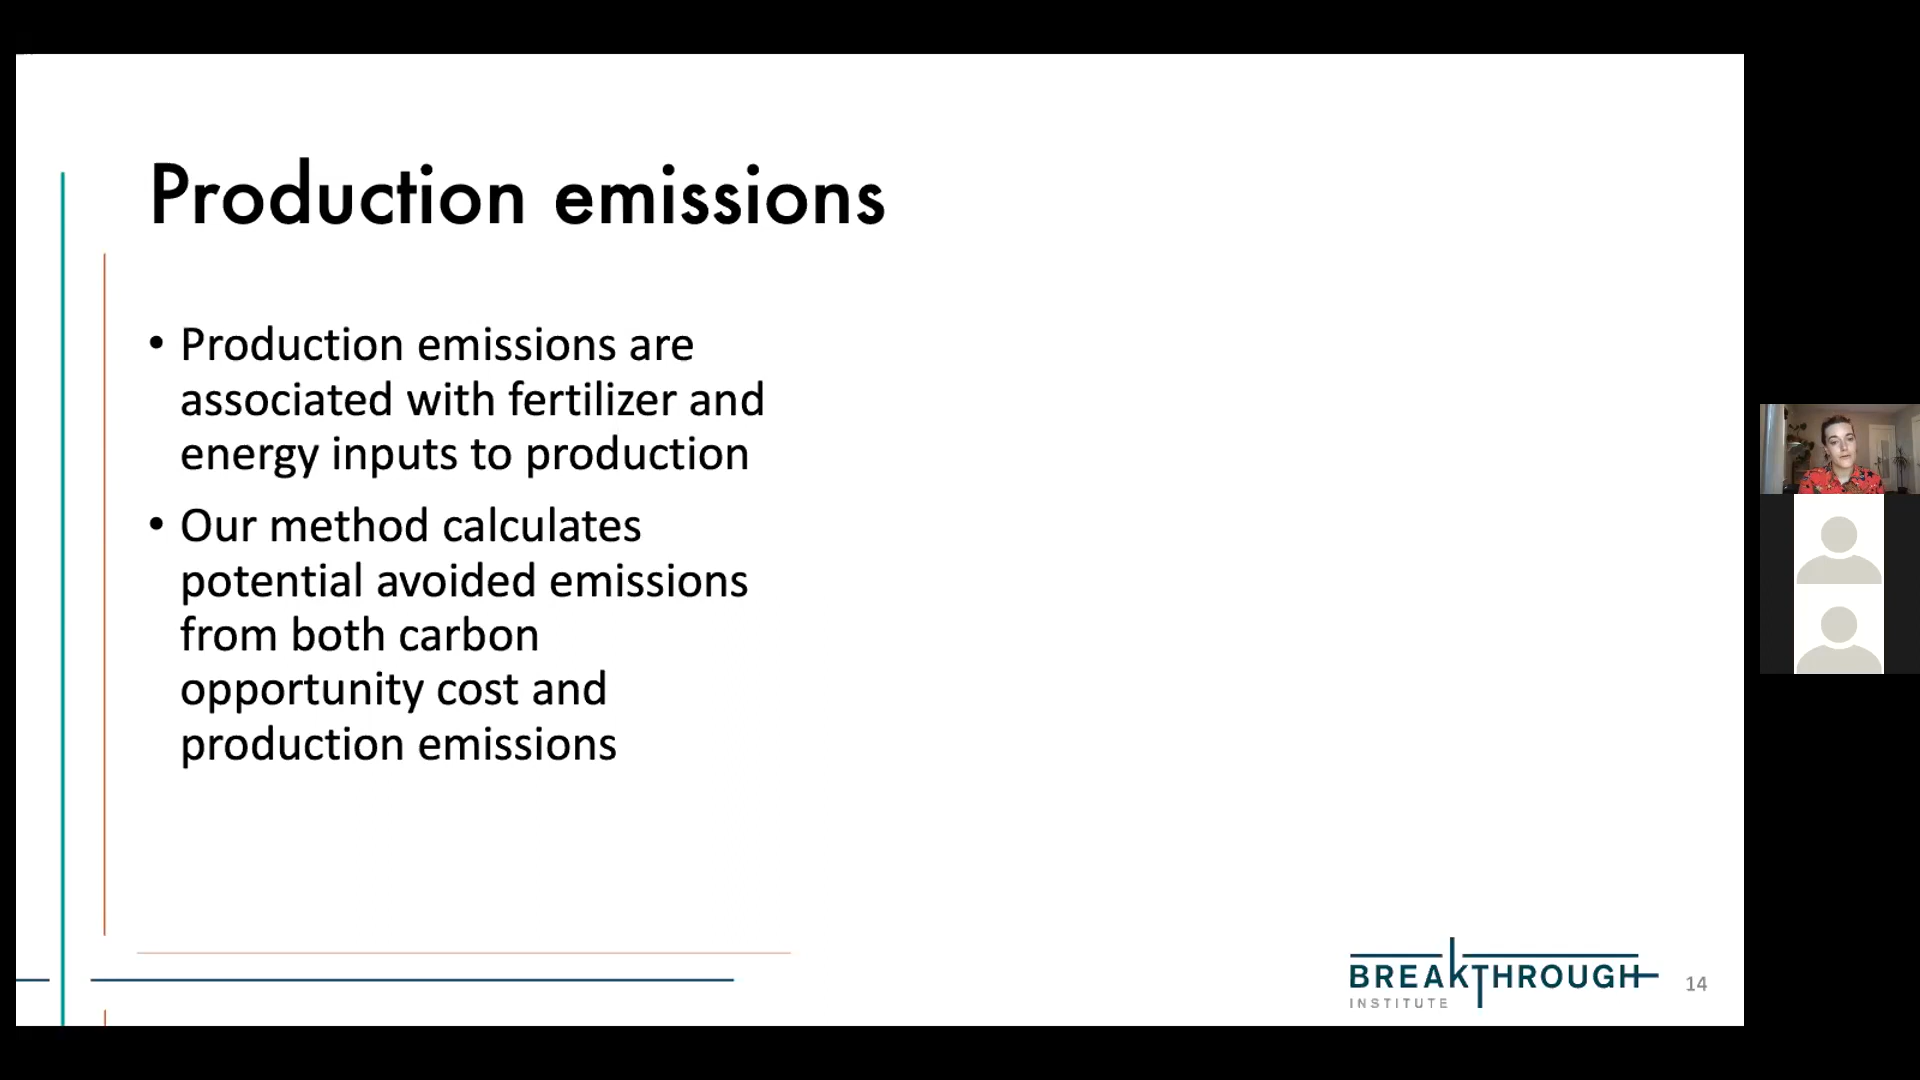 Production emissions
• Production emissions are
associated with fertilizer and
energy inputs to production
• Our method calculates
potential avoided emissions
from both carbon
opportunity cost and
production emissions
BREAKTHROUGH
INSTITUTE
14